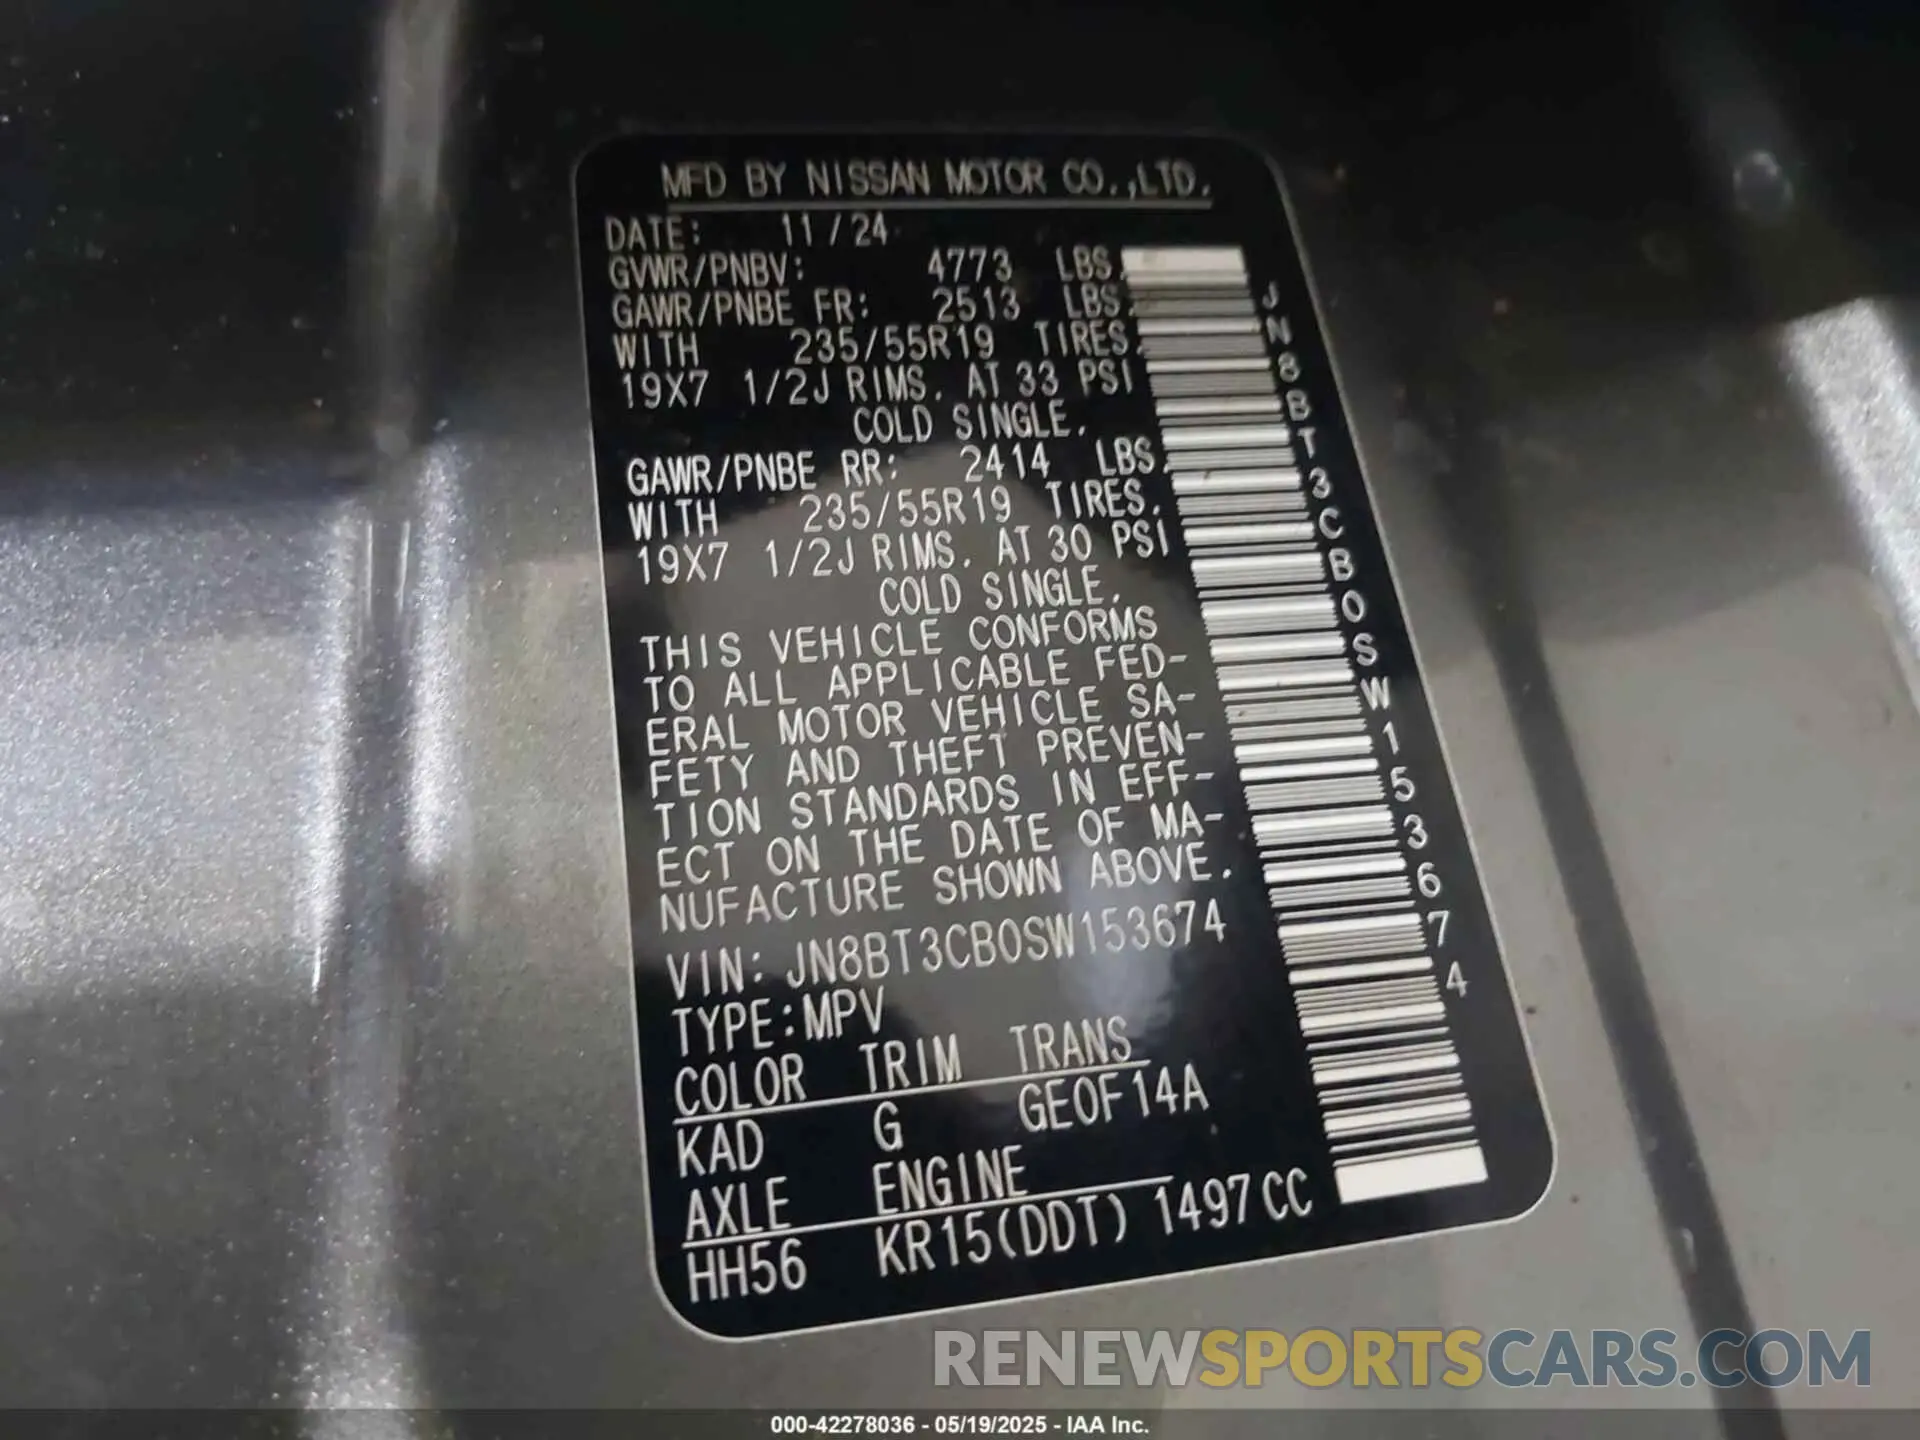 MFD BY NISSAN MOTOR CO.,LTD.
DATE: 11/24
GVWR/PNBV: 4773 LBS.
GAWR/PNBE FR: 2513 LBS.
WITH 235/55R19 TIRES.
19X7 1/2J RIMS. AT 33 PSI
COLD SINGLE.
GAWR/PNBE RR: 2414 LBS.
WITH 235/55R19 TIRES.
19X7 1/2J RIMS. AT 30 PSI
COLD SINGLE.
THIS VEHICLE CONFORMS
TO ALL APPLICABLE FED-
ERAL MOTOR VEHICLE SA-
FETY AND THEFT PREVEN-
TION STANDARDS IN EFF-
ECT ON THE DATE OF MA-
NUFACTURE SHOWN ABOVE.
VIN: JN8BT3CB0SW153674
TYPE:MPV
COLOR TRIM TRANS
KAD G GE0F14A
AXLE ENGINE
HH56 KR15(DDT) 1497CC
JN8BT3CB0SW153674
RENEWSPORTSCARS.COM
000-42278036 - 05/19/2025 - IAA Inc.